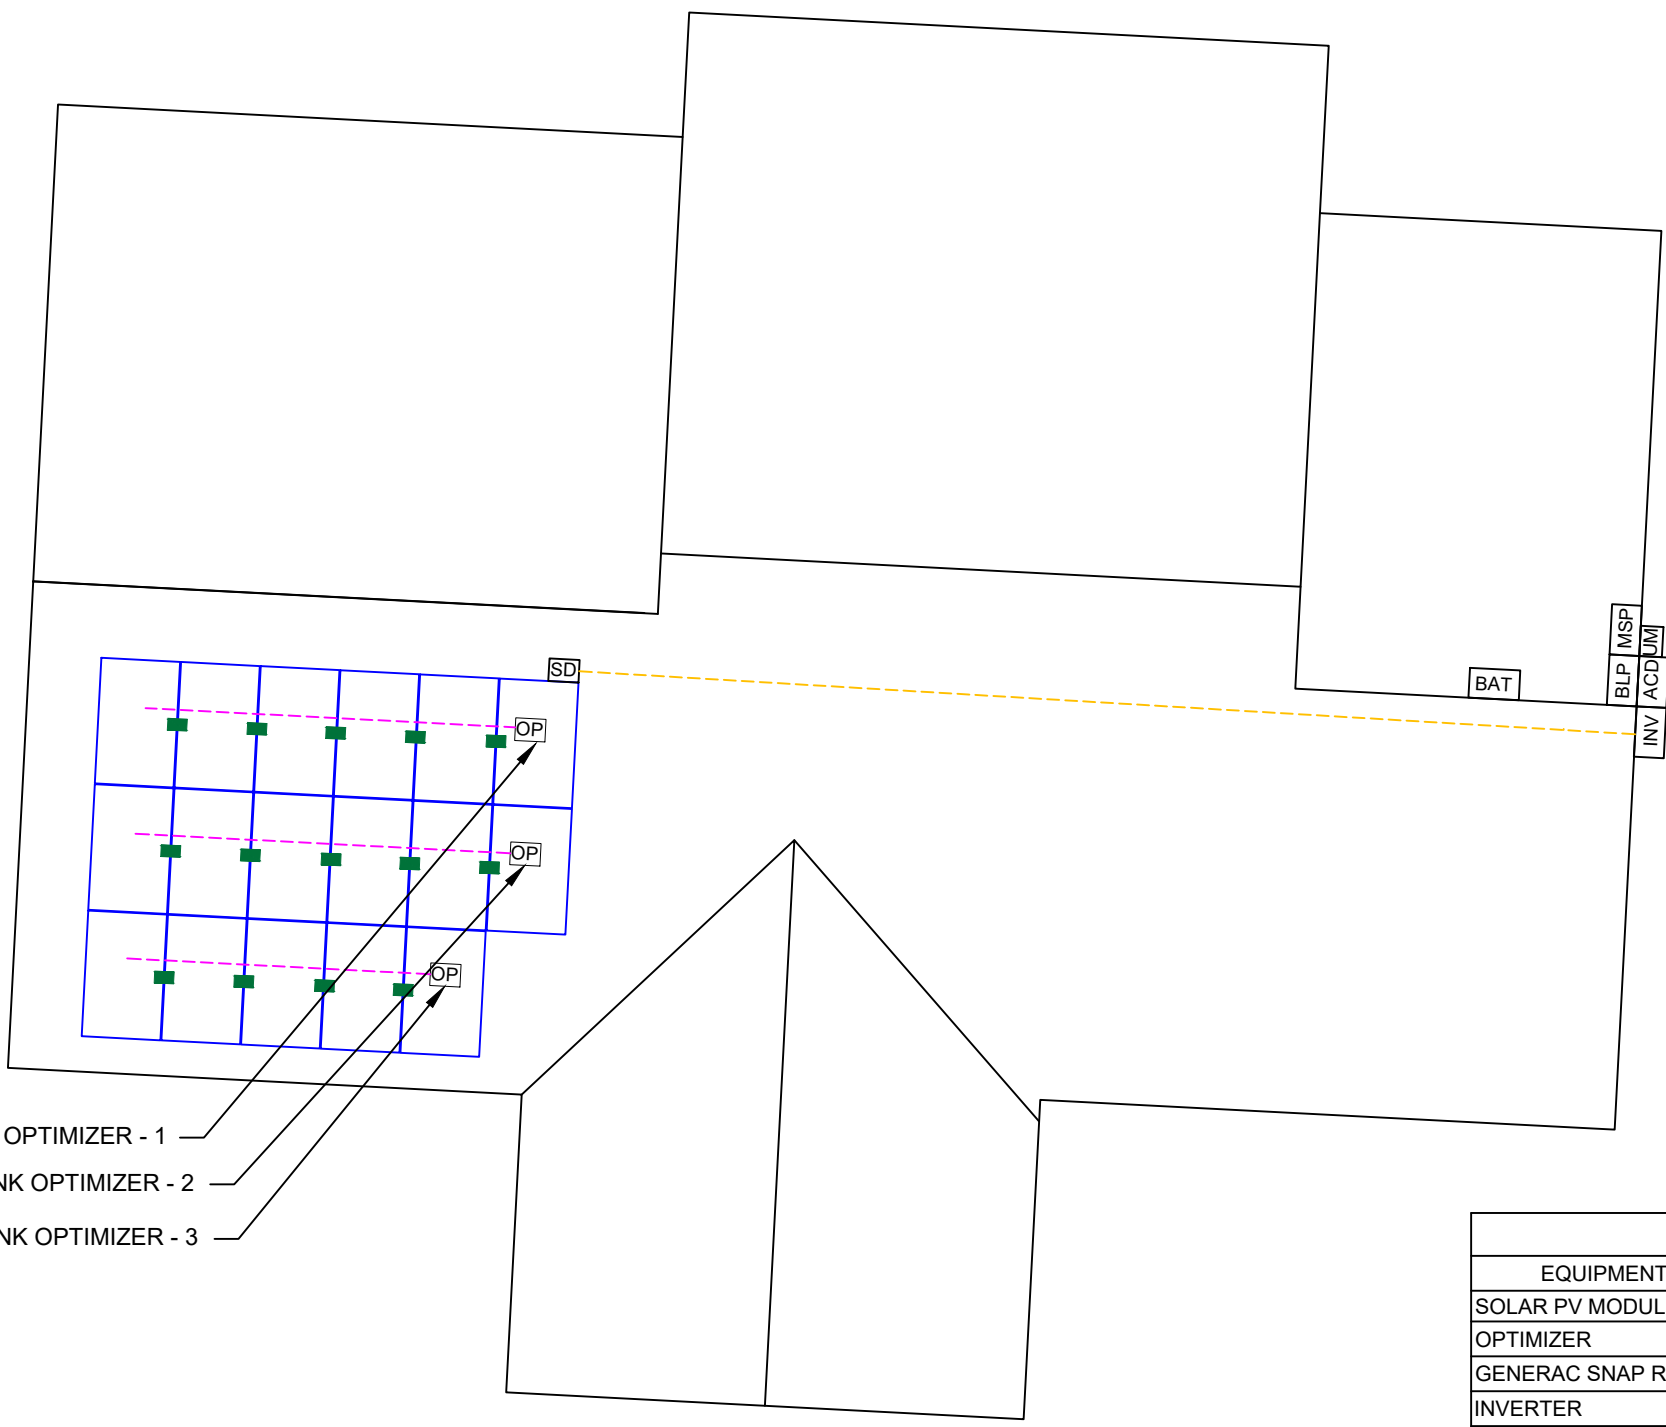 MSP
UM
SD
BLP
ACD
BAT
INV
OP
OP
OP
OPTIMIZER - 1
NK OPTIMIZER - 2
NK OPTIMIZER - 3
EQUIPMENT
SOLAR PV MODUL
OPTIMIZER
GENERAC SNAP R
INVERTER